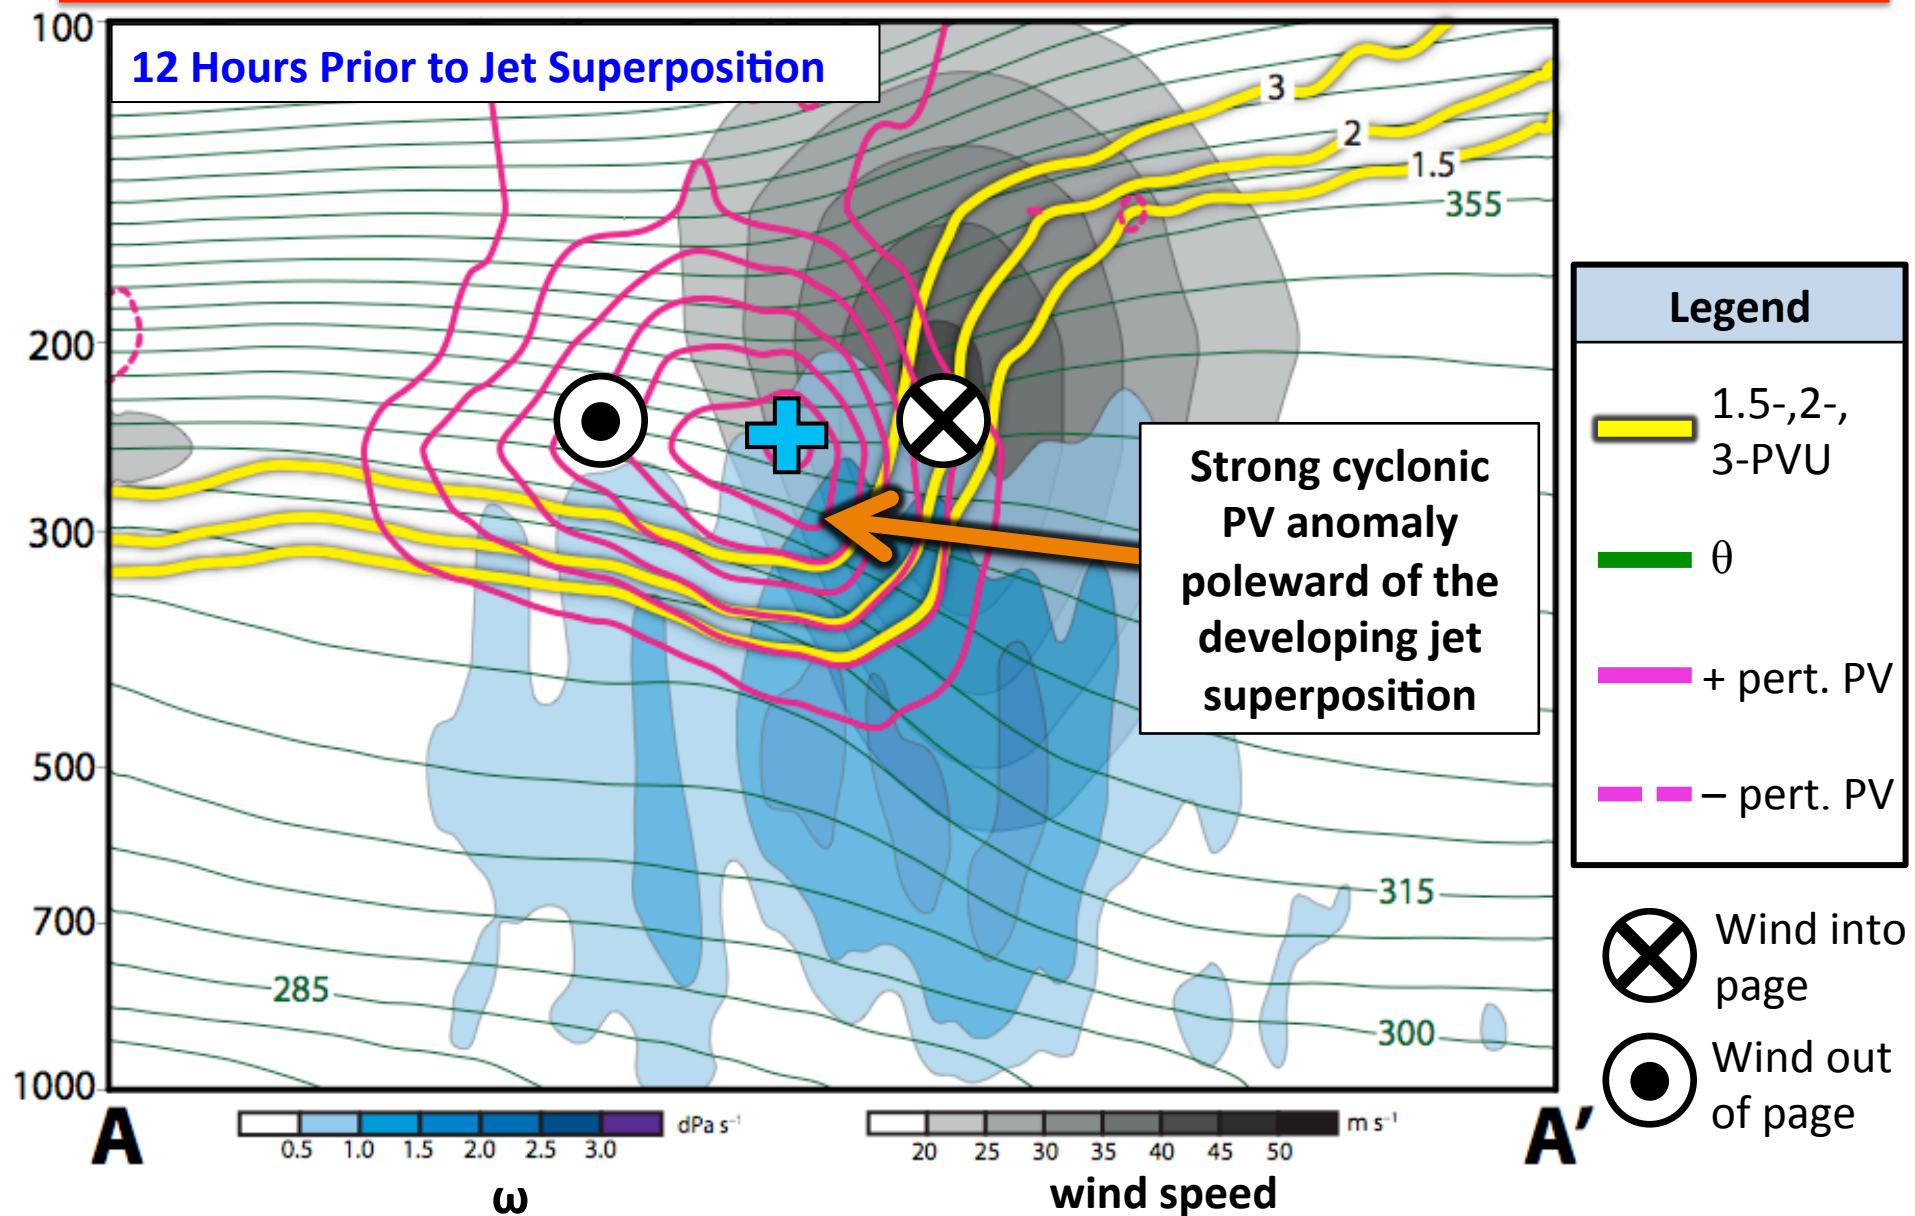 12 Hours Prior to Jet Superposition
100
200
300
500
700
1000
3
2
1.5
355
315
300
285
Strong cyclonic
PV anomaly
poleward of the
developing jet
superposition
A
A′
0.5 1.0 1.5 2.0 2.5 3.0
dPa s⁻¹
ω
20 25 30 35 40 45 50
m s⁻¹
wind speed
Legend
1.5-,2-,
3-PVU
θ
+ pert. PV
– pert. PV
Wind into
page
Wind out
of page